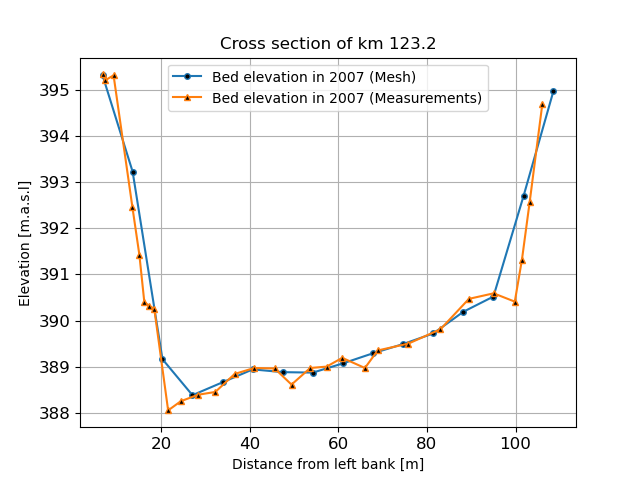 Cross section of km 123.2
Bed elevation in 2007 (Mesh)
Bed elevation in 2007 (Measurements)
Elevation [m.a.s.l]
395
394
393
392
391
390
389
388
20 40 60 80 100
Distance from left bank [m]